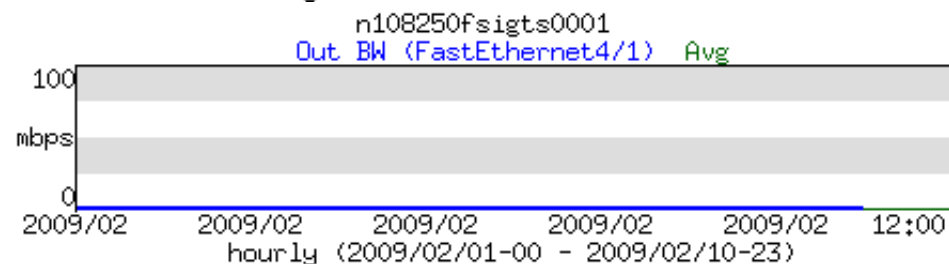 n108250fsigts0001
Out BW (FastEthernet4/1) Avg
100
mbps
0
2009/02 2009/02 2009/02 2009/02 2009/02 12:00
hourly (2009/02/01-00 - 2009/02/10-23)